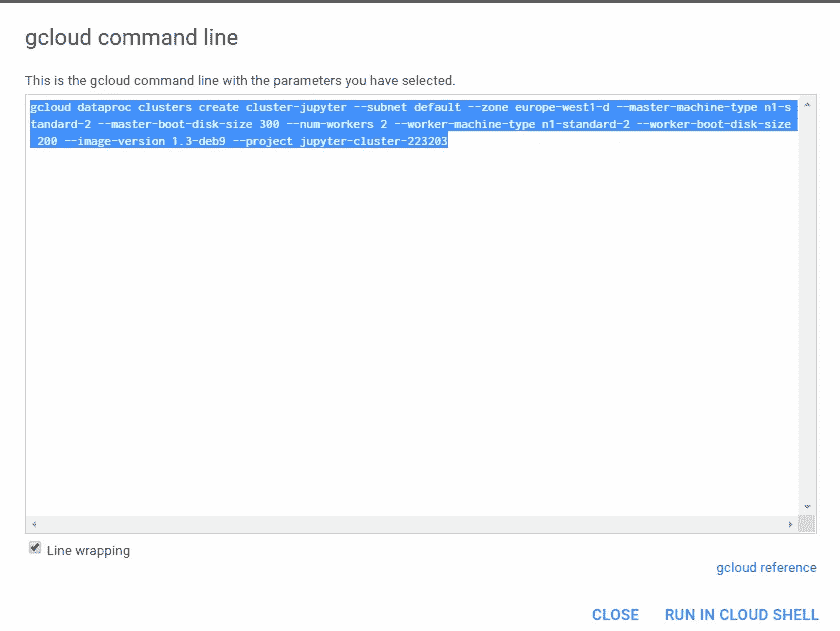 gcloud command line
This is the gcloud command line with the parameters you have selected.
gcloud dataproc clusters create cluster-jupyter --subnet default --zone europe-west1-d --master-machine-type n1-s
tandard-2 --master-boot-disk-size 300 --num-workers 2 --worker-machine-type n1-standard-2 --worker-boot-disk-size
200 --image-version 1.3-deb9 --project jupyter-cluster-223203
Line wrapping
gcloud reference
CLOSE RUN IN CLOUD SHELL